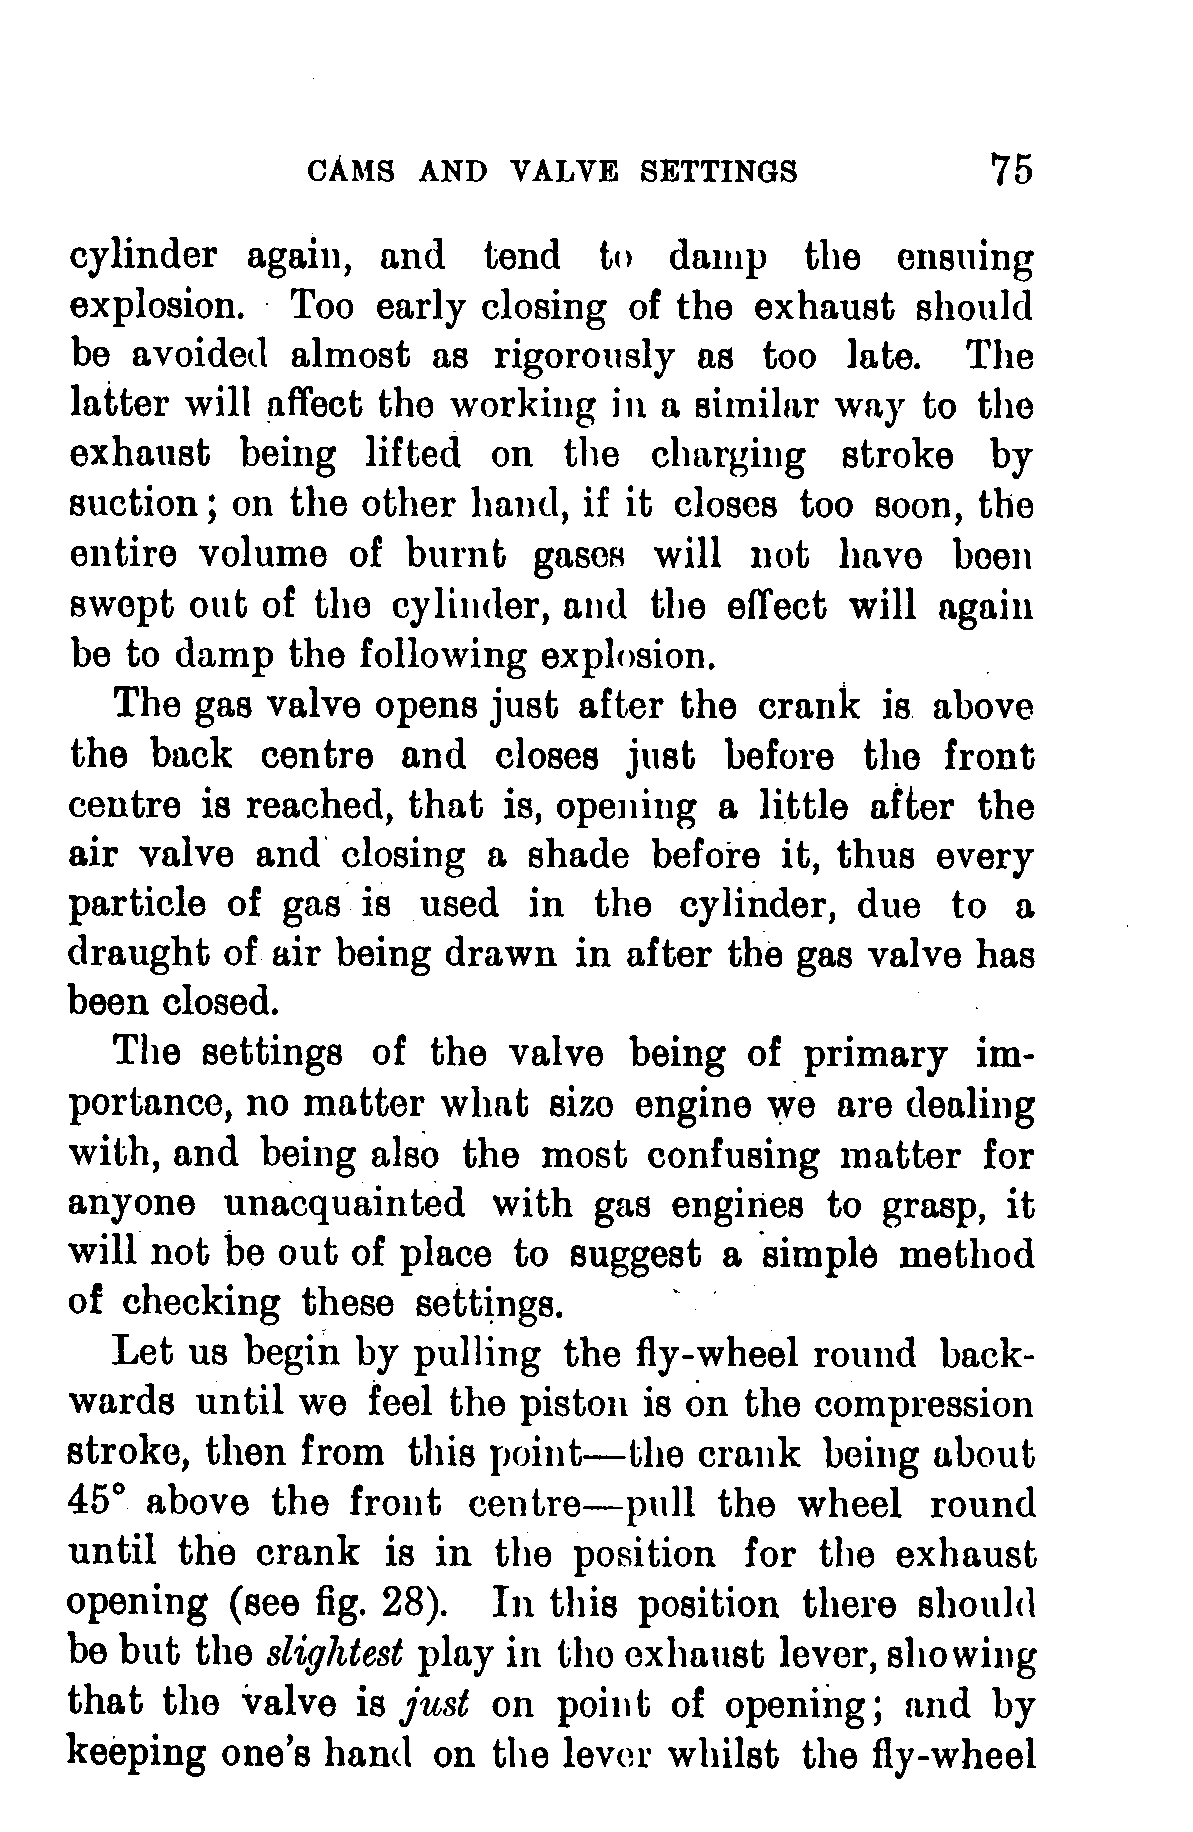 CAMS AND VALVE SETTINGS 75
cylinder again, and tend to damp the ensuing
explosion. Too early closing of the exhaust should
be avoided almost as rigorously as too late. The
latter will affect the working in a similar way to the
exhaust being lifted on the charging stroke by
suction; on the other hand, if it closes too soon, the
entire volume of burnt gases will not have been
swept out of the cylinder, and the effect will again
be to damp the following explosion.
The gas valve opens just after the crank is above
the back centre and closes just before the front
centre is reached, that is, opening a little after the
air valve and closing a shade before it, thus every
particle of gas is used in the cylinder, due to a
draught of air being drawn in after the gas valve has
been closed.
The settings of the valve being of primary im-
portance, no matter what size engine we are dealing
with, and being also the most confusing matter for
anyone unacquainted with gas engines to grasp, it
will not be out of place to suggest a simple method
of checking these settings.
Let us begin by pulling the fly-wheel round back-
wards until we feel the piston is on the compression
stroke, then from this point—the crank being about
45° above the front centre—pull the wheel round
until the crank is in the position for the exhaust
opening (see fig. 28). In this position there should
be but the slightest play in the exhaust lever, showing
that the valve is just on point of opening; and by
keeping one's hand on the lever whilst the fly-wheel